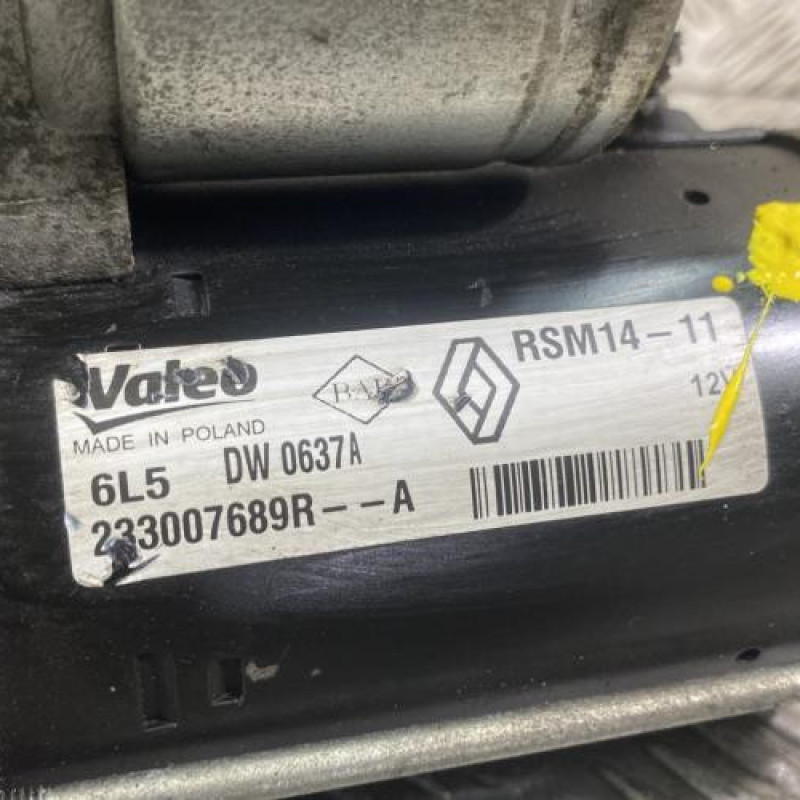 Valeo
MADE IN POLAND
RSM14-11
12V
6L5 DW 0637A
233007689R--A